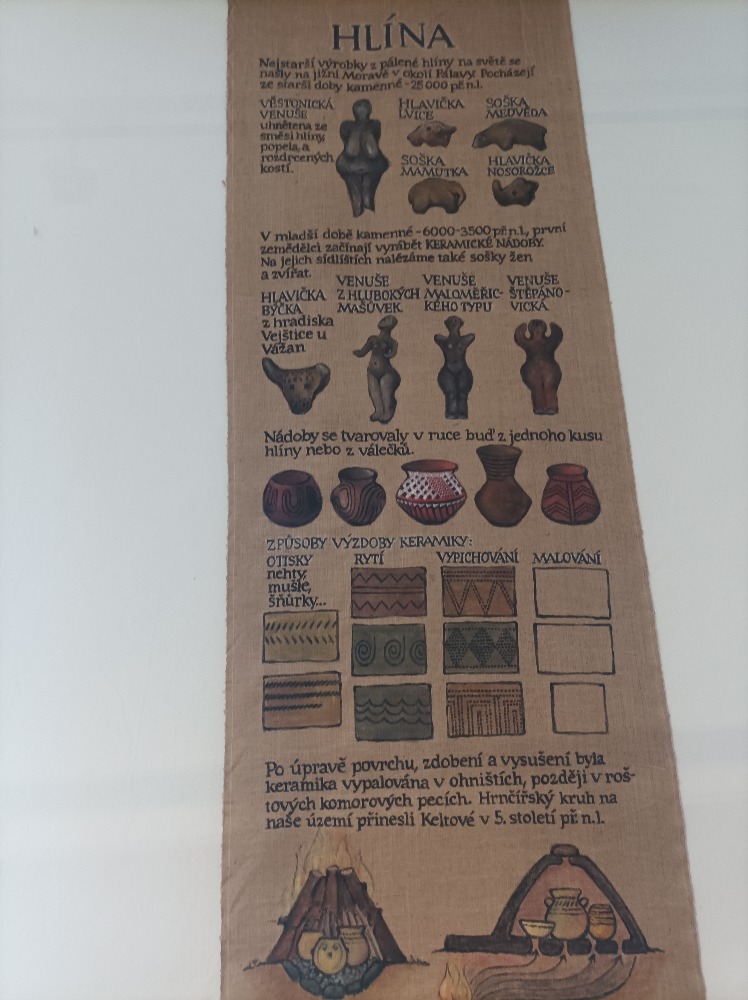 HLÍNA
Nejstarší výrobky z pálené hlíny na světě se
našly na jižní Moravě v okolí Pálavy. Pocházejí
ze starší doby kamenné - 25 000 př. n. l.
VĚSTONICKÁ
VENUŠE
uhnětena ze
směsi hlíny,
popela a
rozdrcených
kostí.
HLAVIČKA
LVICE
SOŠKA
MEDVĚDA
SOŠKA
MAMUTKA
HLAVIČKA
NOSOROŽCE
V mladší době kamenné - 6000-3500 př. n. l., první
zemědělci začínají vyrábět KERAMICKÉ NÁDOBY.
Na jejich sídlištích nalézáme také sošky žen
a zvířat.
HLAVIČKA
BÝČKA
z hradiska
Vejštice u
Vážan
VENUŠE
Z HLUBOKÝCH
MAŠŮVEK
VENUŠE
MALOMĚŘIC-
KÉHO TYPU
VENUŠE
ŠTĚPÁNO-
VICKÁ
Nádoby se tvarovaly v ruce buď z jednoho kusu
hlíny nebo z válečků.
ZPŮSOBY VÝZDOBY KERAMIKY:
OTISKY
nehty,
mušle,
šňůrky...
RYTÍ
VYPICHOVÁNÍ
MALOVÁNÍ
Po úpravě povrchu, zdobení a vysušení byla
keramika vypalována v ohništích, později v roš-
tových komorových pecích. Hrnčířský kruh na
naše území přinesli Keltové v 5. století př. n. l.